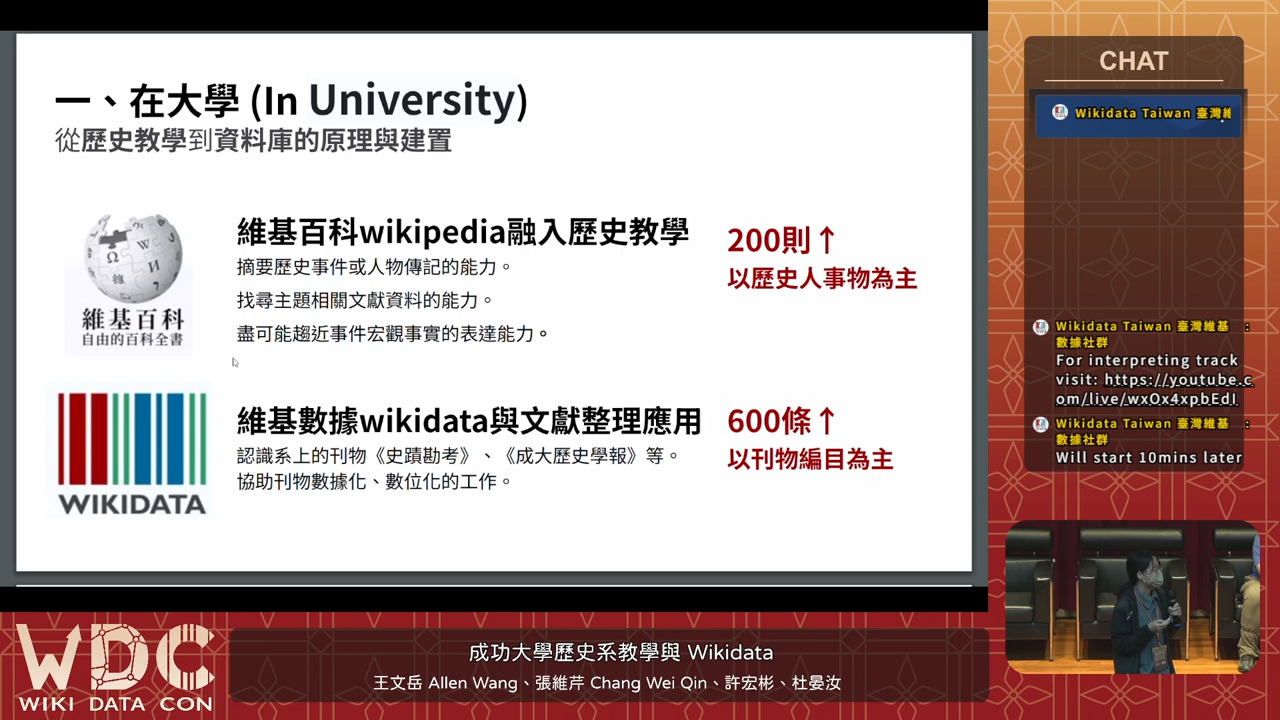 一、在大學 (In University)
從歷史教學到資料庫的原理與建置
維基百科
自由的百科全書
維基百科wikipedia融入歷史教學
摘要歷史事件或人物傳記的能力。
找尋主題相關文獻資料的能力。
盡可能趨近事件宏觀事實的表達能力。
200則↑
以歷史人事物為主
WIKIDATA
維基數據wikidata與文獻整理應用
認識系上的刊物《史蹟勘考》、《成大歷史學報》等。
協助刊物數據化、數位化的工作。
600條↑
以刊物編目為主
CHAT
Wikidata Taiwan 臺灣維
Wikidata Taiwan 臺灣維基數據社群 :
For interpreting track
visit: https://youtube.c
om/live/wxOx4xpbEdI
Wikidata Taiwan 臺灣維基數據社群 :
Will start 10mins later
WDC
WIKI DATA CON
成功大學歷史系教學與 Wikidata
王文岳 Allen Wang、張維芹 Chang Wei Qin、許宏彬、杜晏汝